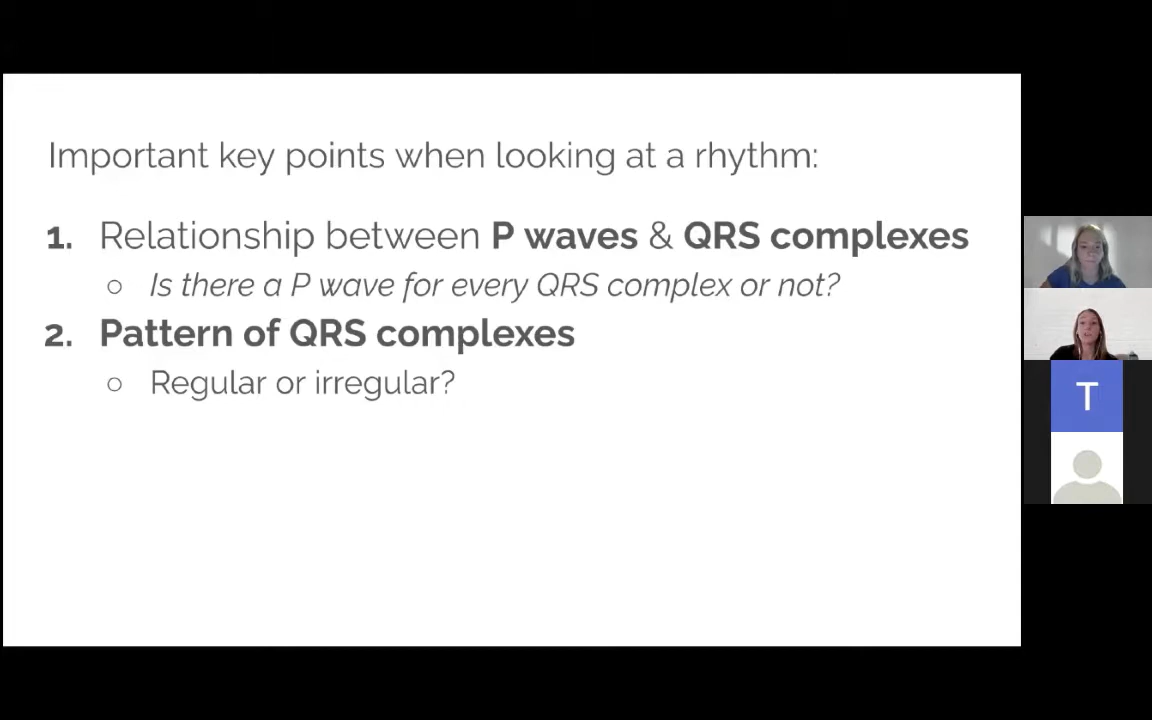 Important key points when looking at a rhythm:
1. Relationship between P waves & QRS complexes
○ Is there a P wave for every QRS complex or not?
2. Pattern of QRS complexes
○ Regular or irregular?
T